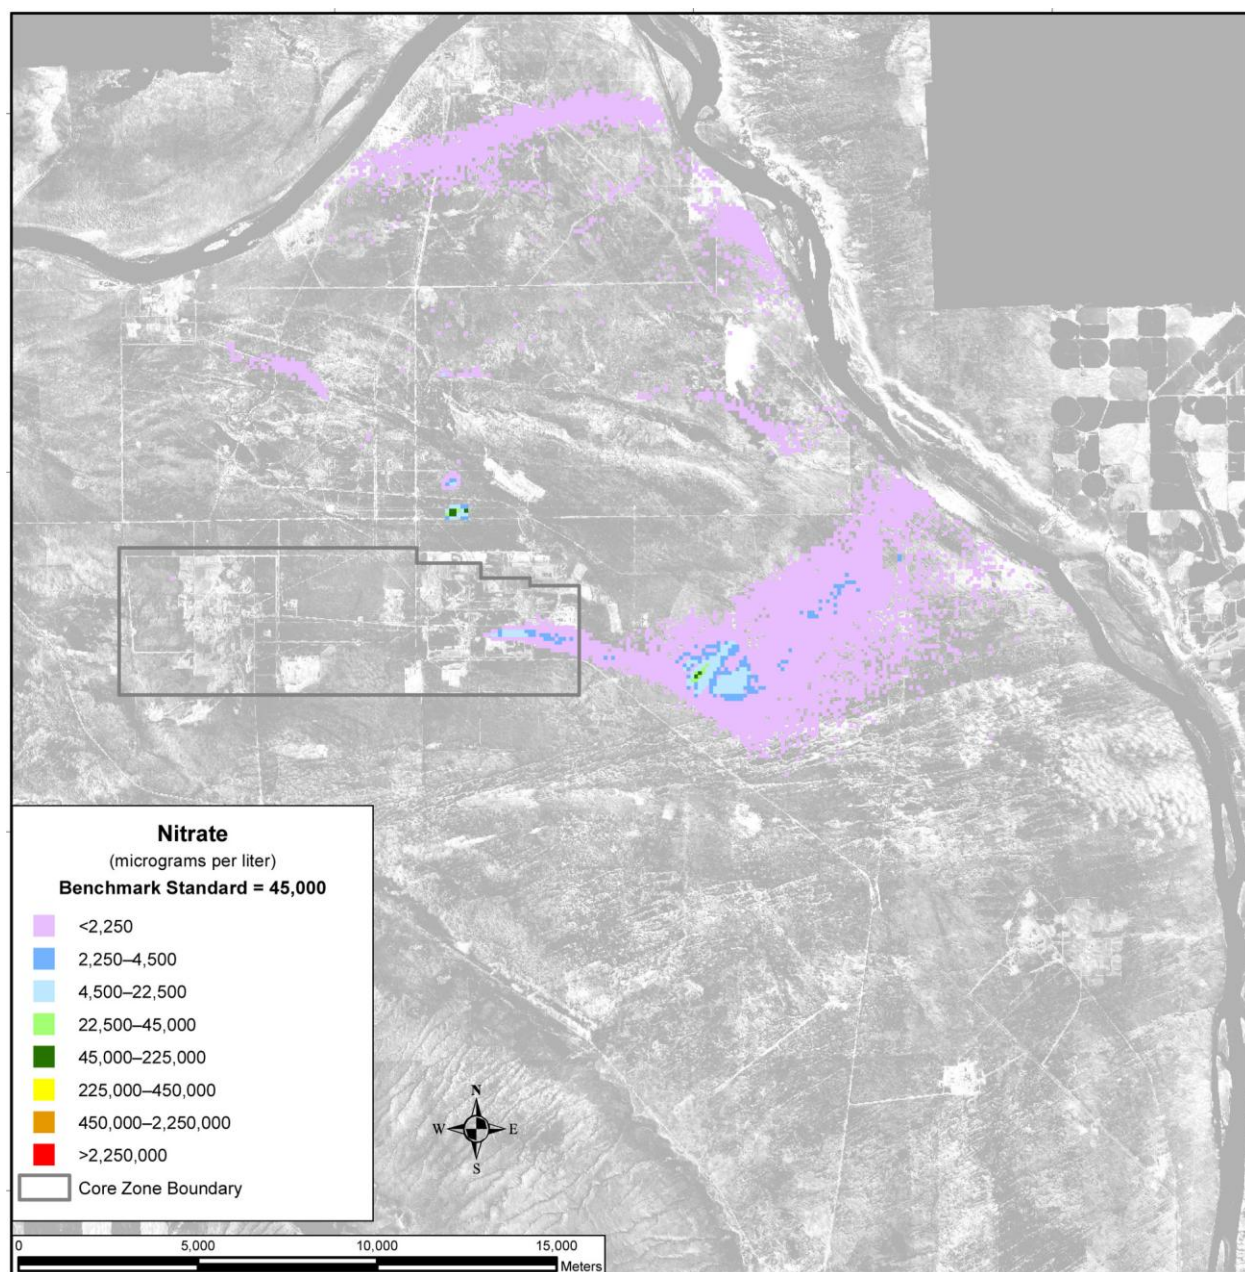 Nitrate
(micrograms per liter)
Benchmark Standard = 45,000
<2,250
2,250–4,500
4,500–22,500
22,500–45,000
45,000–225,000
225,000–450,000
450,000–2,250,000
>2,250,000
Core Zone Boundary
N
W E
S
0 5,000 10,000 15,000
Meters